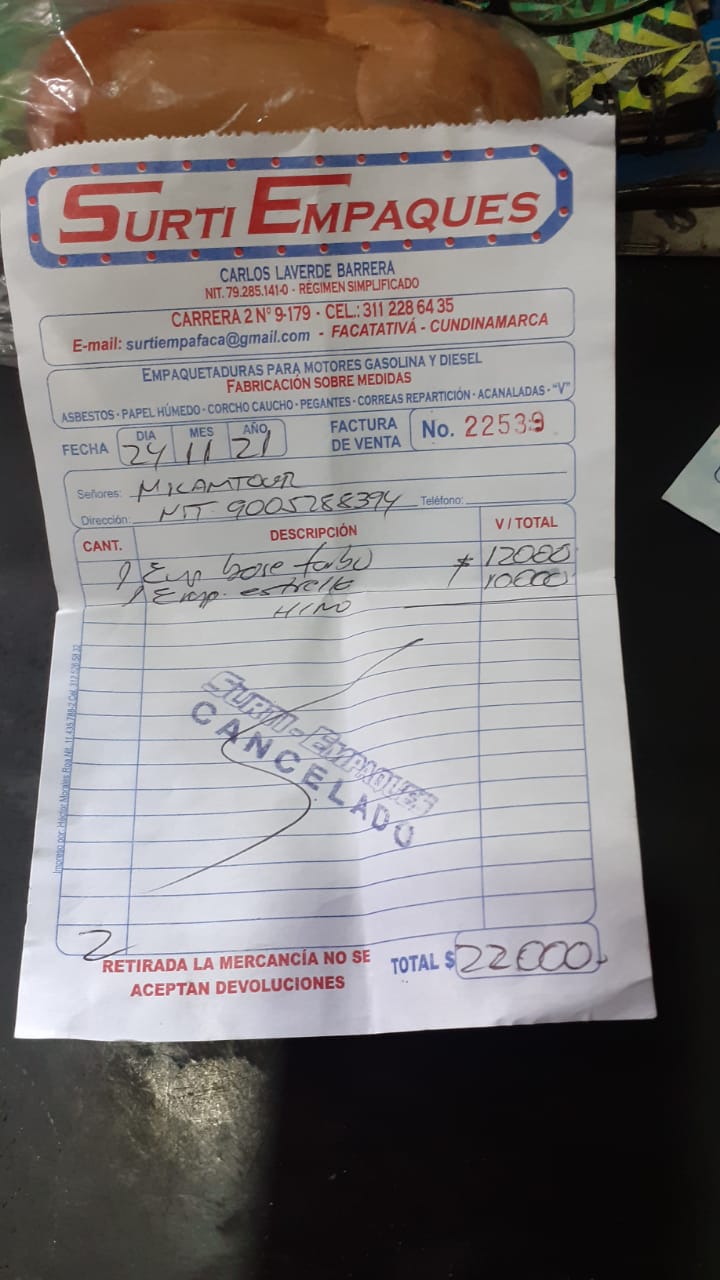 SURTI EMPAQUES
CARLOS LAVERDE BARRERA
NIT. 79.285.141-0 - RÉGIMEN SIMPLIFICADO
CARRERA 2 N° 9-179 - CEL.: 311 228 64 35
E-mail: surtiempafaca@gmail.com - FACATATIVÁ - CUNDINAMARCA
EMPAQUETADURAS PARA MOTORES GASOLINA Y DIESEL
FABRICACIÓN SOBRE MEDIDAS
ASBESTOS - PAPEL HÚMEDO - CORCHO CAUCHO - PEGANTES - CORREAS REPARTICIÓN - ACANALADAS - “V”
FECHA DIA 24 MES 11 AÑO 21 FACTURA DE VENTA No. 22539
Señores: MKAMTOUR
Dirección: NIT 9005288394 Teléfono:
CANT. DESCRIPCIÓN V / TOTAL
1 Emp base turbo $ 12000
1 Emp. estrella 10000
HINO
SURTI-EMPAQUES
CANCELADO
2
RETIRADA LA MERCANCÍA NO SE
ACEPTAN DEVOLUCIONES
TOTAL $ 22000